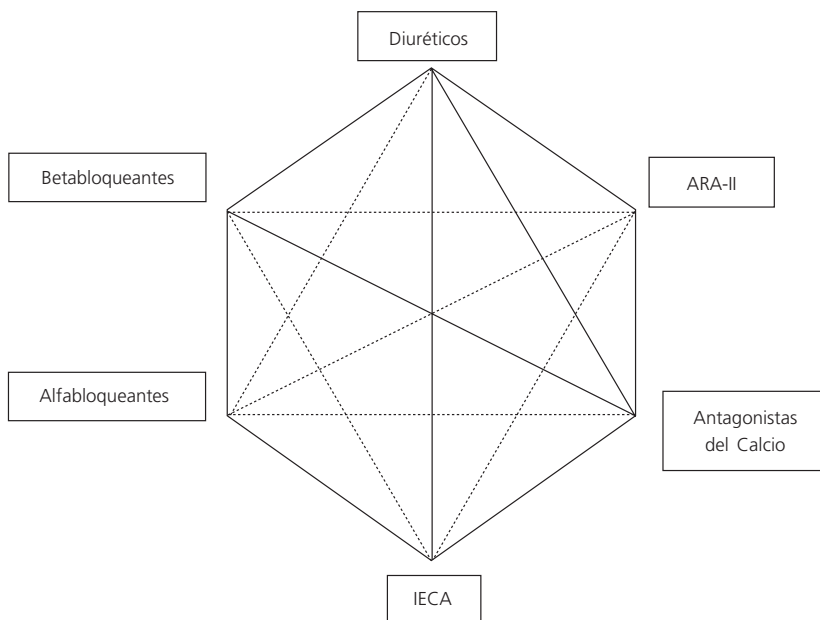 Diuréticos
Betabloqueantes
ARA-II
Alfabloqueantes
Antagonistas
del Calcio
IECA